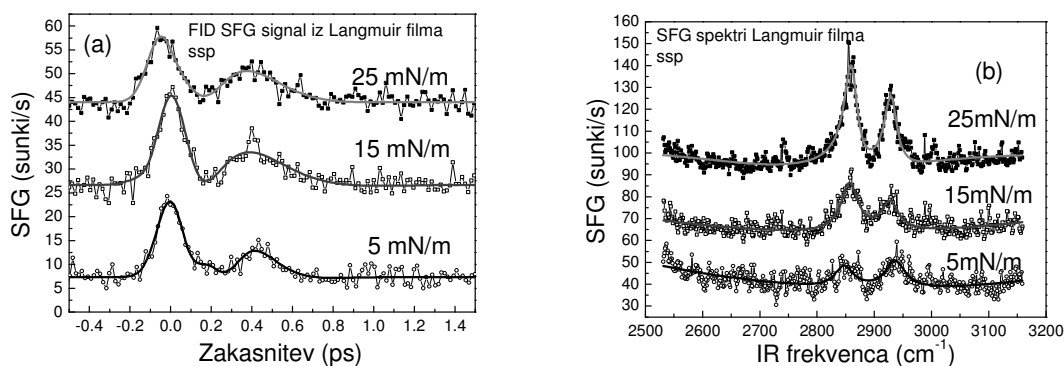 (a)
FID SFG signal iz Langmuir filma
ssp
25 mN/m
15 mN/m
5 mN/m
SFG (sunki/s)
60
55
50
45
40
35
30
25
20
15
10
5
0
-0.4 -0.2 0.0 0.2 0.4 0.6 0.8 1.0 1.2 1.4
Zakasnitev (ps)
SFG spektri Langmuir filma
ssp
(b)
25mN/m
15mN/m
5mN/m
SFG (sunki/s)
160
150
140
130
120
110
100
90
80
70
60
50
40
30
2500 2600 2700 2800 2900 3000 3100 3200
IR frekvenca (cm⁻¹)